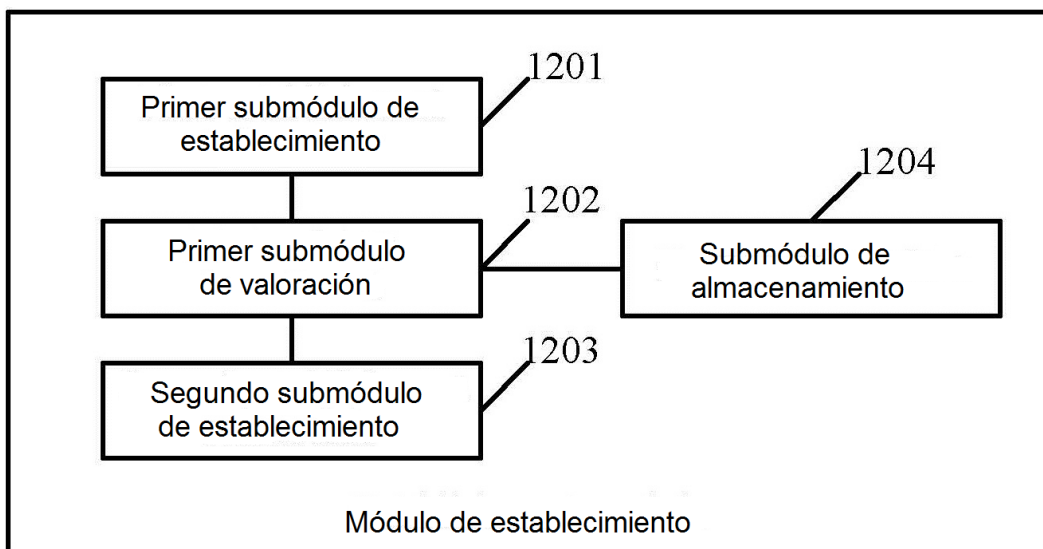 1201
Primer submódulo de
establecimiento
1204
1202
Primer submódulo
de valoración
Submódulo de
almacenamiento
1203
Segundo submódulo
de establecimiento
Módulo de establecimiento